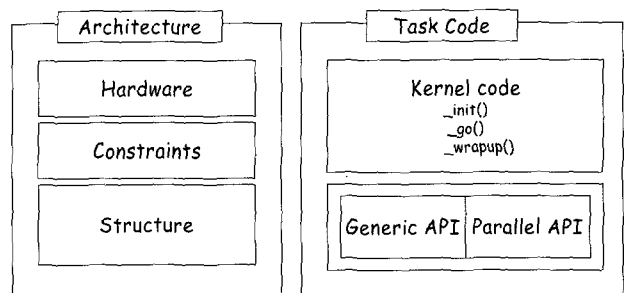 Architecture
Hardware
Constraints
Structure
Task Code
Kernel code
_init()
_go()
_wrapup()
Generic API
Parallel API